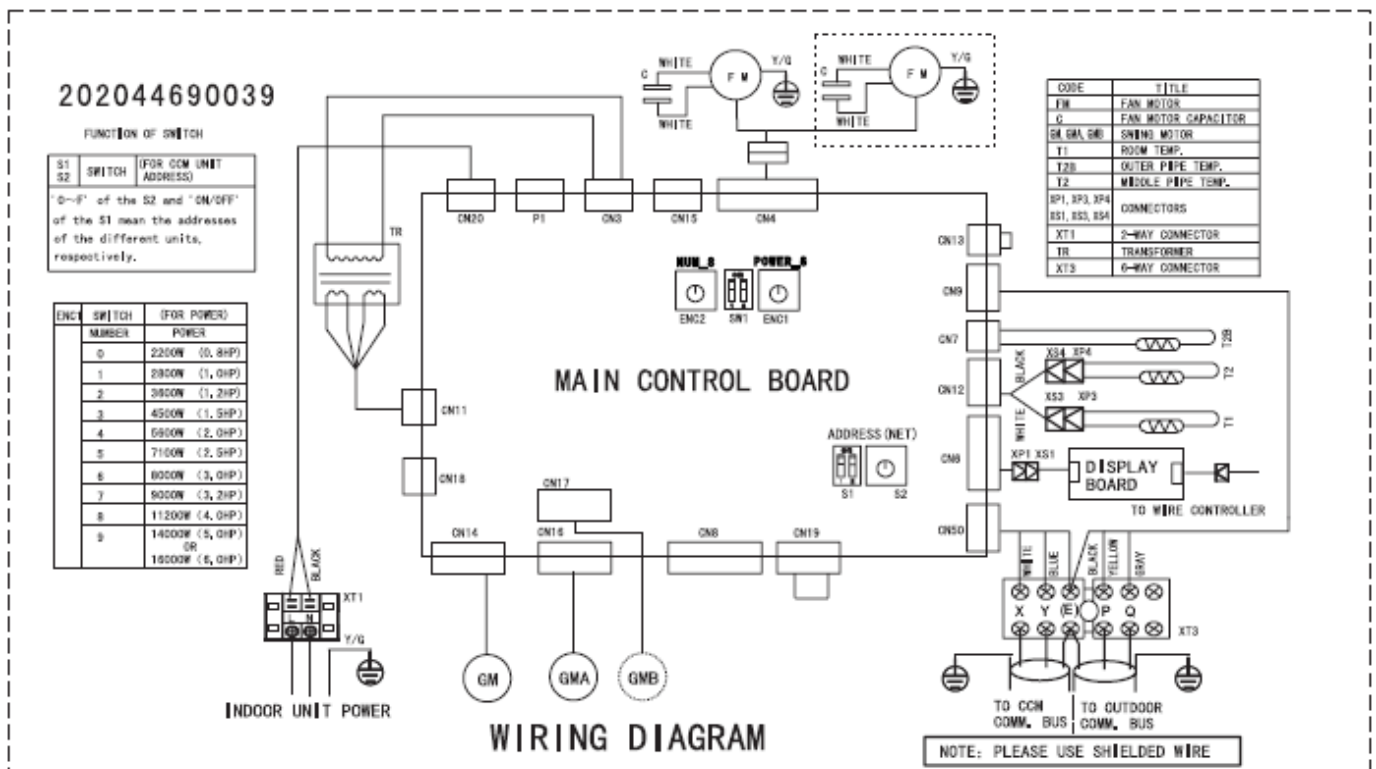 202044690039
FUNCTION OF SWITCH
S1 S2 SWITCH (FOR CCM UNIT ADDRESS)
"0~F" of the S2 and "ON/OFF"
of the S1 mean the addresses
of the different units,
respectively.
ENC1 SWITCH (FOR POWER)
NUMBER POWER
0 2200W (0.8HP)
1 2800W (1.0HP)
2 3600W (1.2HP)
3 4500W (1.5HP)
4 5600W (2.0HP)
5 7100W (2.5HP)
6 8000W (3.0HP)
7 9000W (3.2HP)
8 11200W (4.0HP)
9 14000W (5.0HP)
OR
16000W (6.0HP)
WHITE
C
FM
Y/G
WHITE
WHITE
C
FM
Y/G
WHITE
CODE TITLE
FM FAN MOTOR
C FAN MOTOR CAPACITOR
GM, GMA, GMB SWING MOTOR
T1 ROOM TEMP.
T2B OUTER PIPE TEMP.
T2 MIDDLE PIPE TEMP.
XP1, XP3, XP4
XS1, XS3, XS4 CONNECTORS
XT1 2-WAY CONNECTOR
TR TRANSFORMER
XT3 6-WAY CONNECTOR
TR
CN20 P1 CN3 CN15 CN4
CN13
NUM_S POWER_S
ENC2 SW1 ENC1
CN9
CN7
T2B
MAIN CONTROL BOARD
CN12
BLACK
XS4 XP4
T2
WHITE
XS3 XP3
T1
CN11
ADDRESS(NET)
S1 S2
CN6
XP1 XS1
DISPLAY
BOARD
TO WIRE CONTROLLER
CN18
CN17
CN14 CN16 CN8 CN19
CN50
WHITE BLUE BLACK YELLOW GRAY
X Y (E) P Q
XT3
RED BLACK
XT1
L N
Y/G
INDOOR UNIT POWER
GM GMA GMB
TO CCM
COMM. BUS
TO OUTDOOR
COMM. BUS
WIRING DIAGRAM
NOTE: PLEASE USE SHIELDED WIRE